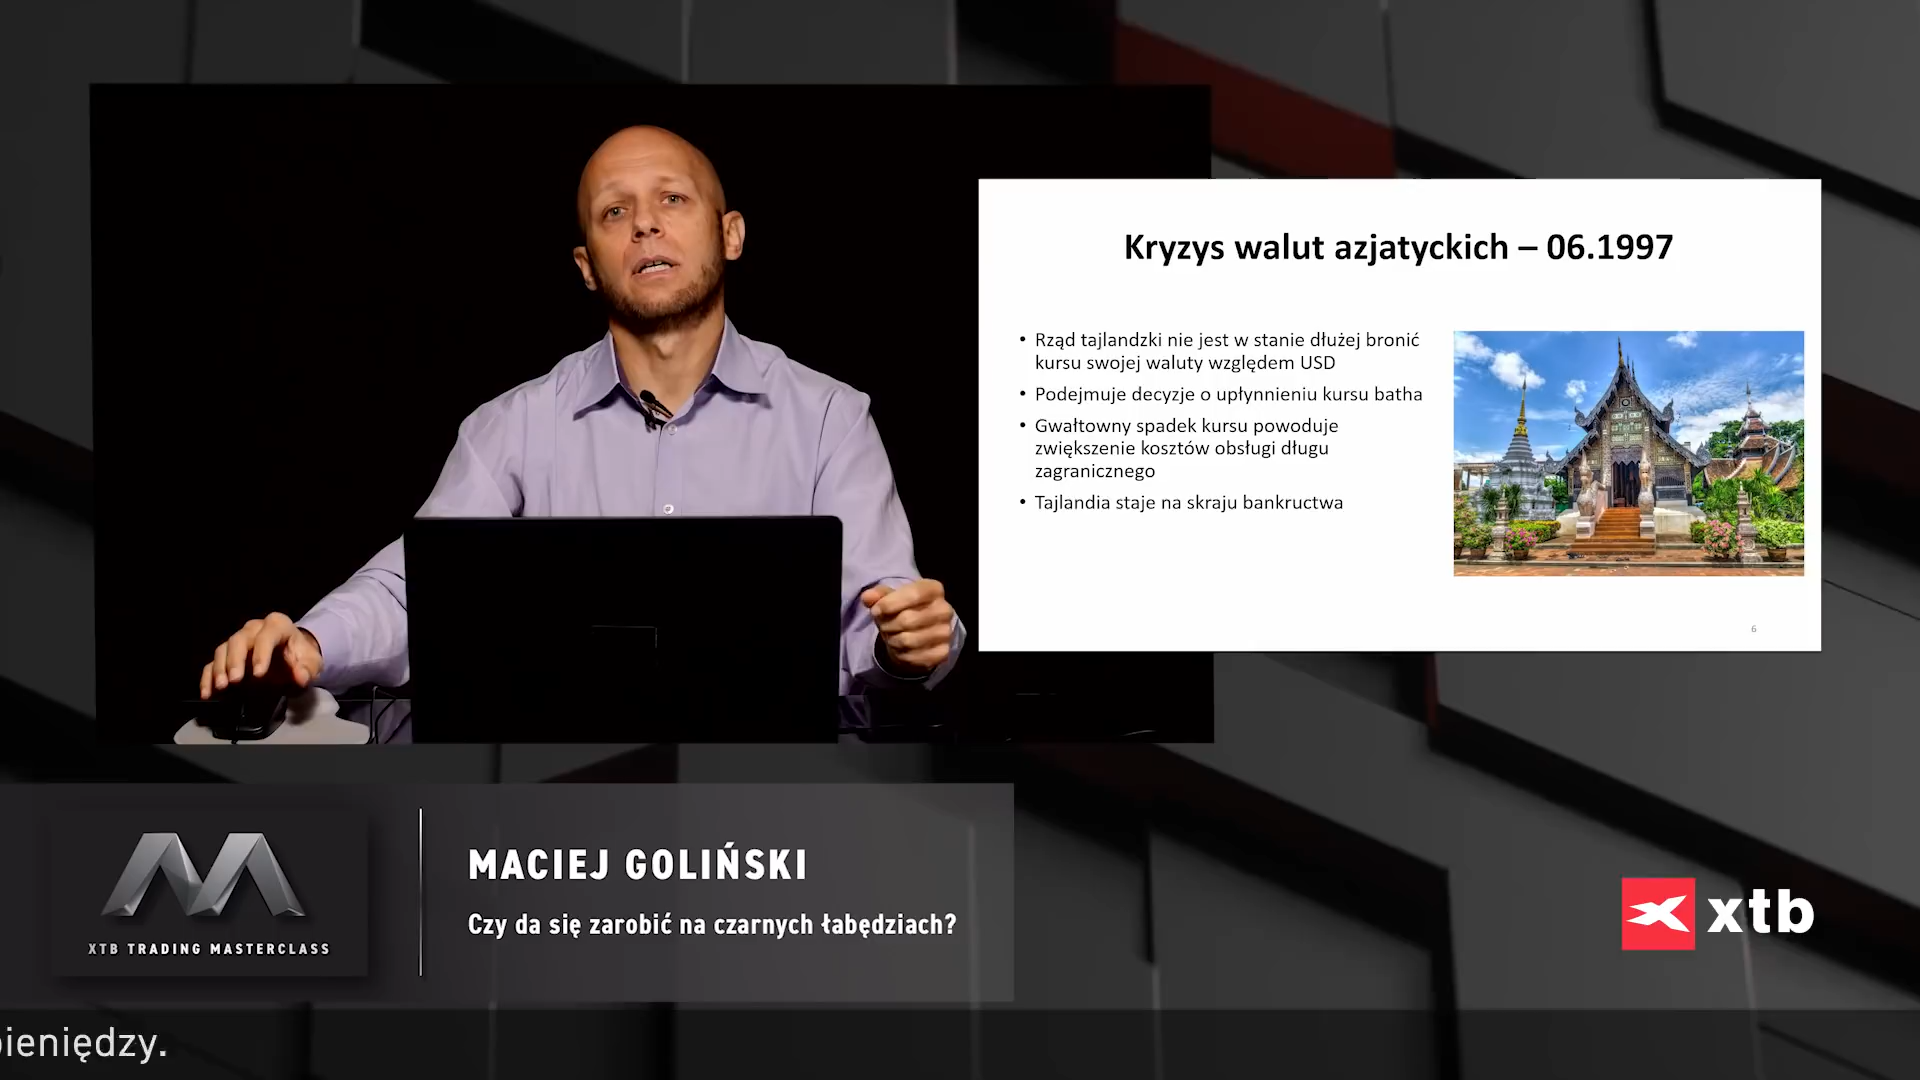 Kryzys walut azjatyckich – 06.1997
• Rząd tajlandzki nie jest w stanie dłużej bronić
kursu swojej waluty względem USD
• Podejmuje decyzje o upłynnieniu kursu batha
• Gwałtowny spadek kursu powoduje
zwiększenie kosztów obsługi długu
zagranicznego
• Tajlandia staje na skraju bankructwa
6
XTB TRADING MASTERCLASS
MACIEJ GOLIŃSKI
Czy da się zarobić na czarnych łabędziach?
xtb
ieniędzy.